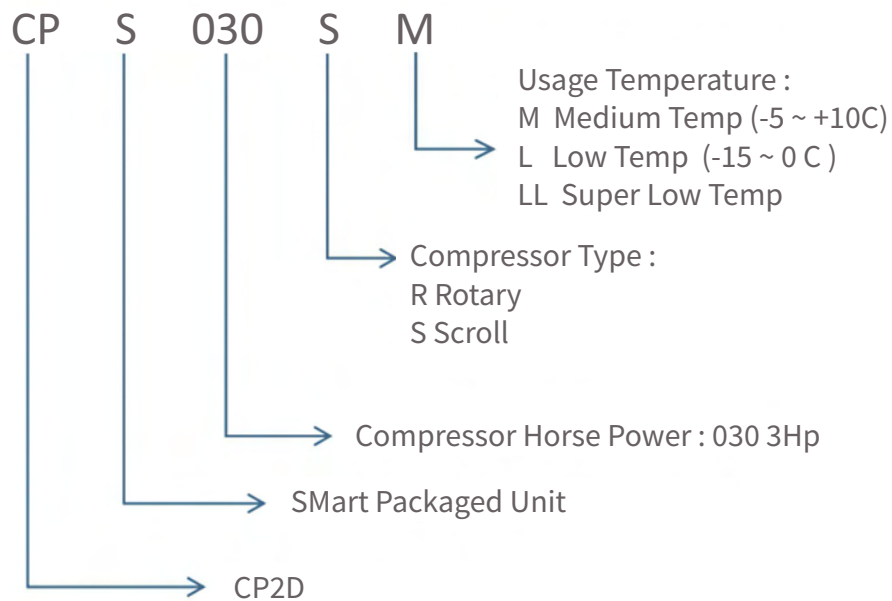 CP S 030 S M
Usage Temperature :
M Medium Temp (-5 ~ +10C)
L Low Temp (-15 ~ 0 C )
LL Super Low Temp
Compressor Type :
R Rotary
S Scroll
Compressor Horse Power : 030 3Hp
SMart Packaged Unit
CP2D